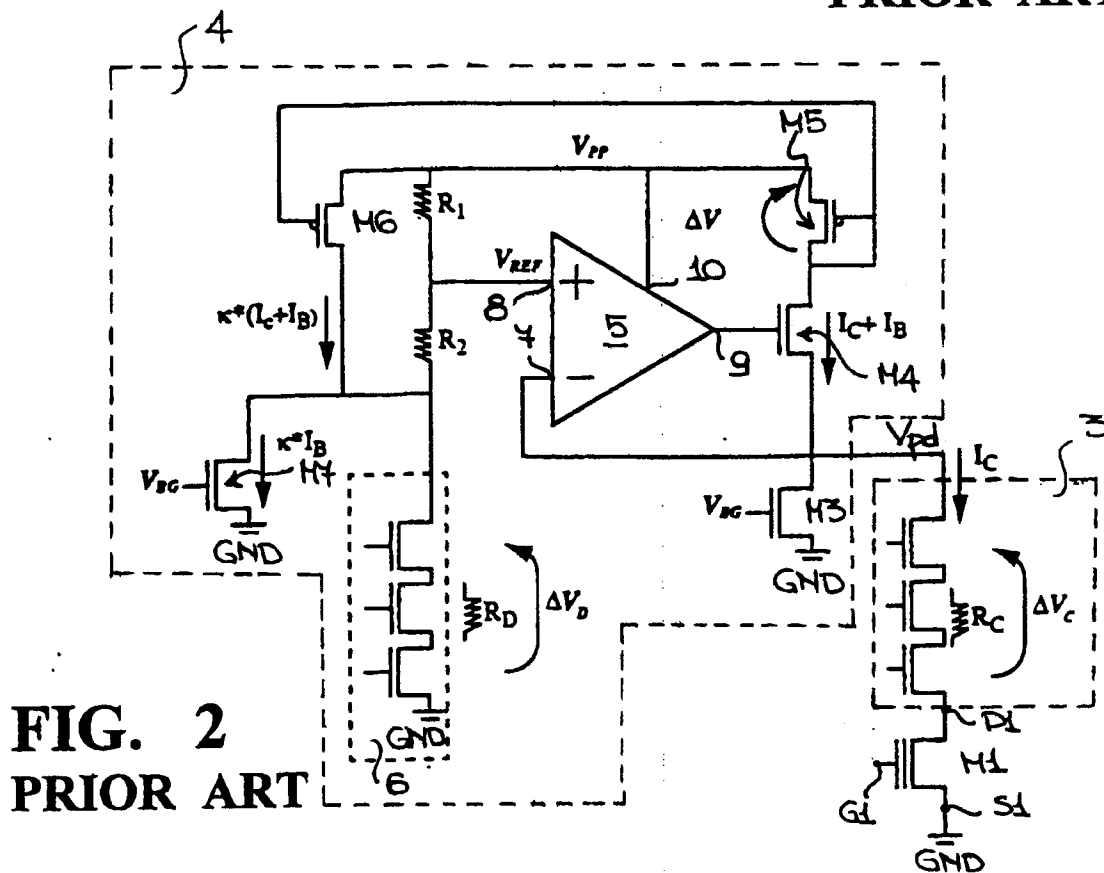 PRIOR ART
4
M5
V_PP
R1
M6
ΔV
V_REF
10
8
+
κ*(I_C+I_B)
15
R2
7
9
I_C+I_B
−
M4
3
Vpd
κ*I_B
I_C
M7
V_BG
V_BG
M3
GND
GND
R_D
ΔV_D
R_C
ΔV_C
FIG. 2
PRIOR ART
GND
6
D1
M1
G1
S1
GND